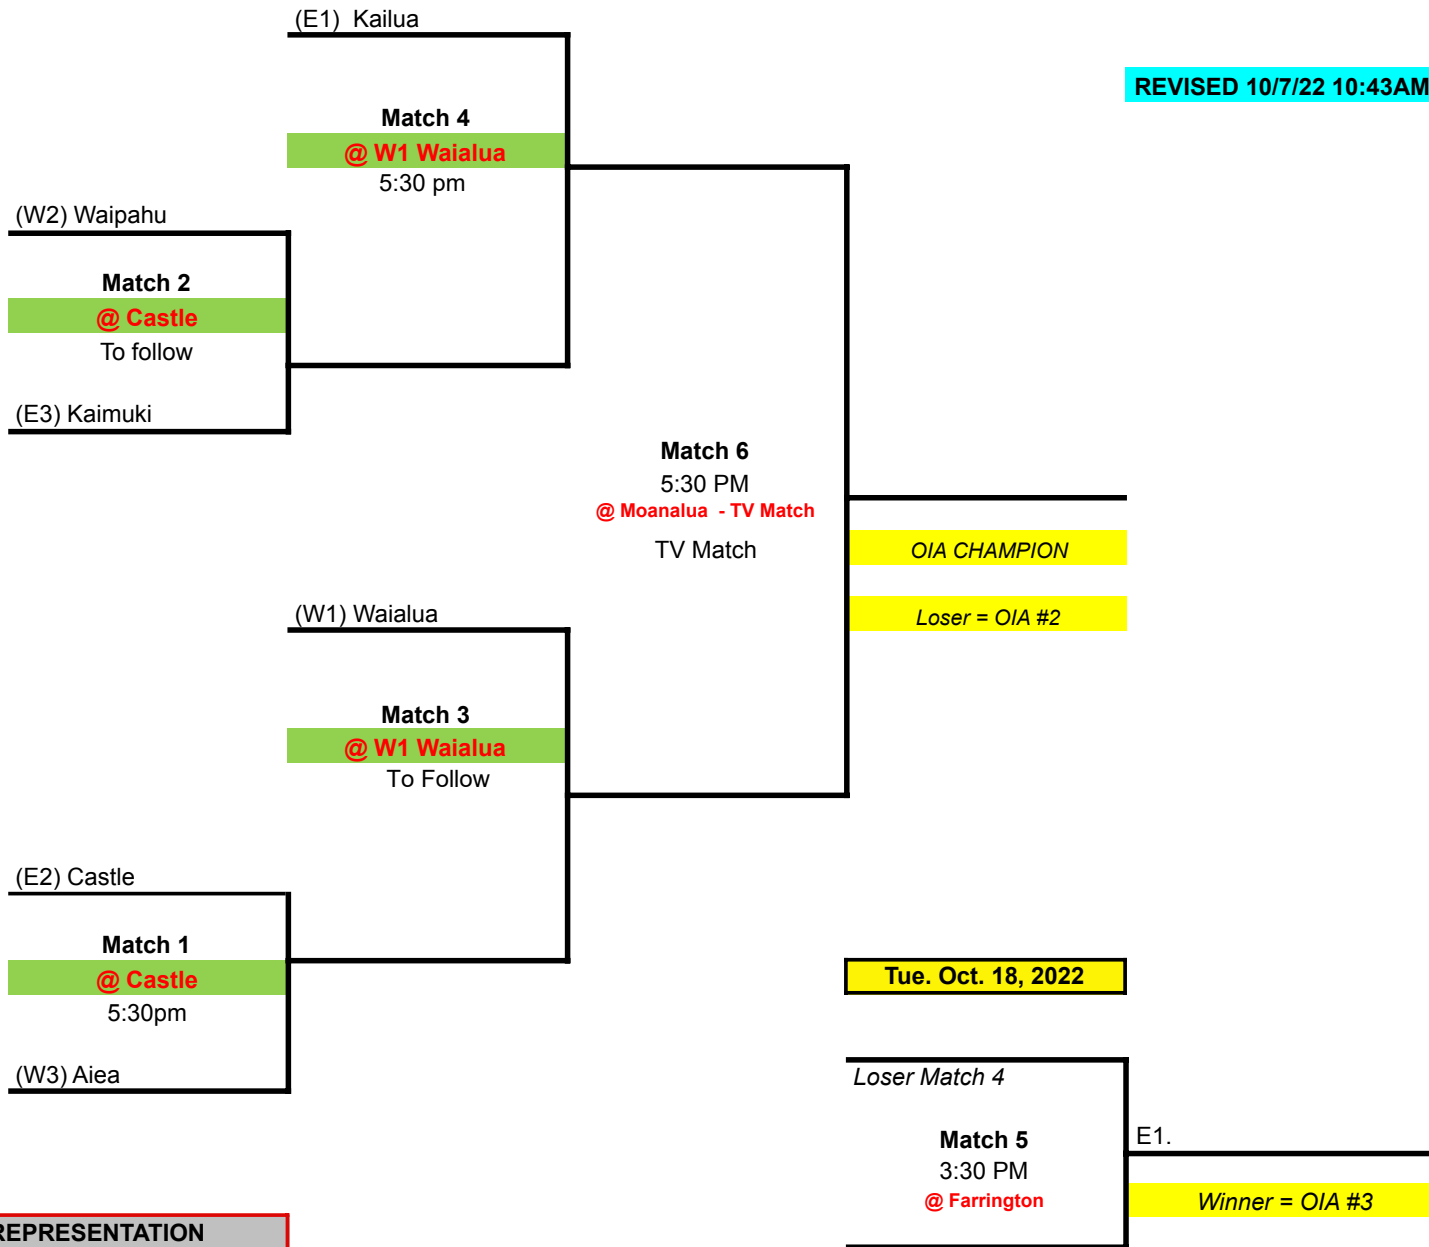 (E1)  Kailua
REVISED 10/7/22 10:43AM
Match 4
@ W1 Waialua
5:30 pm
(W2) Waipahu
Match 2
@ Castle
To follow
(E3) Kaimuki
Match 6
5:30 PM
@ Moanalua  - TV Match
TV Match
OIA CHAMPION
(W1) Waialua
Loser = OIA #2
Match 3
@ W1 Waialua
To Follow
(E2) Castle
Match 1
@ Castle
5:30pm
(W3) Aiea
Tue. Oct. 18, 2022
Loser Match 4
Match 5
3:30 PM
@ Farrington
E1.
Winner = OIA #3
REPRESENTATION